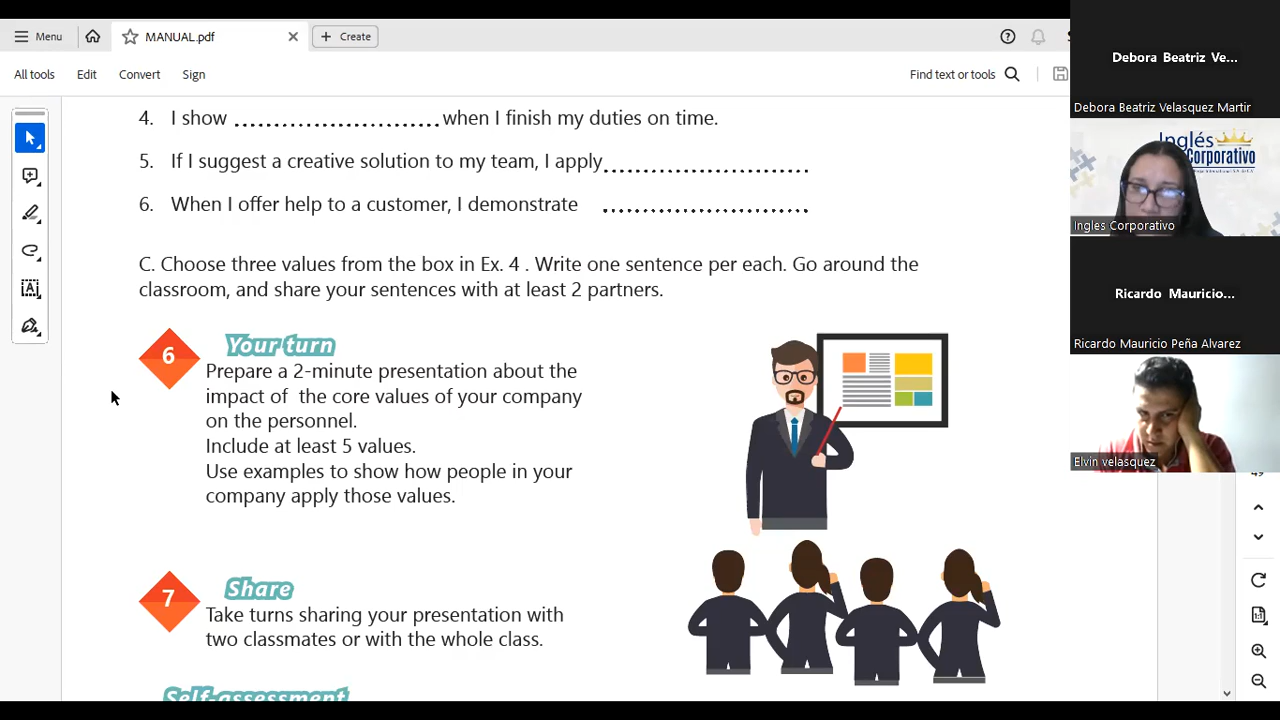 Menu
MANUAL.pdf
Create
All tools
Edit
Convert
Sign
Find text or tools
4. I show ................................ when I finish my duties on time.
5. If I suggest a creative solution to my team, I apply................................
6. When I offer help to a customer, I demonstrate ................................
C. Choose three values from the box in Ex. 4 . Write one sentence per each. Go around the
classroom, and share your sentences with at least 2 partners.
6
Your turn
Prepare a 2-minute presentation about the
impact of the core values of your company
on the personnel.
Include at least 5 values.
Use examples to show how people in your
company apply those values.
7
Share
Take turns sharing your presentation with
two classmates or with the whole class.
Self-assessment
Debora Beatriz Ve...
Debora Beatriz Velasquez Martir
Inglés
Corporativo
Ingles Corporativo
Ricardo Mauricio...
Ricardo Mauricio Peña Alvarez
Elvin velasquez